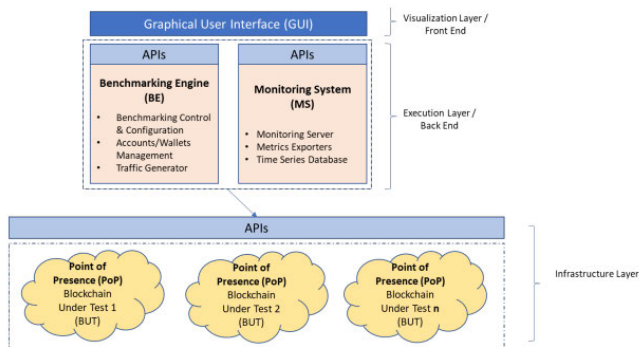 Graphical User Interface (GUI)
Visualization Layer /
Front End
APIs
Benchmarking Engine
(BE)
• Benchmarking Control
& Configuration
• Accounts/Wallets
Management
• Traffic Generator
APIs
Monitoring System
(MS)
• Monitoring Server
• Metrics Exporters
• Time Series Database
Execution Layer /
Back End
APIs
Point of
Presence (PoP)
Blockchain
Under Test 1
(BUT)
Point of
Presence (PoP)
Blockchain
Under Test 2
(BUT)
Point of
Presence (PoP)
Blockchain
Under Test n
(BUT)
Infrastructure Layer